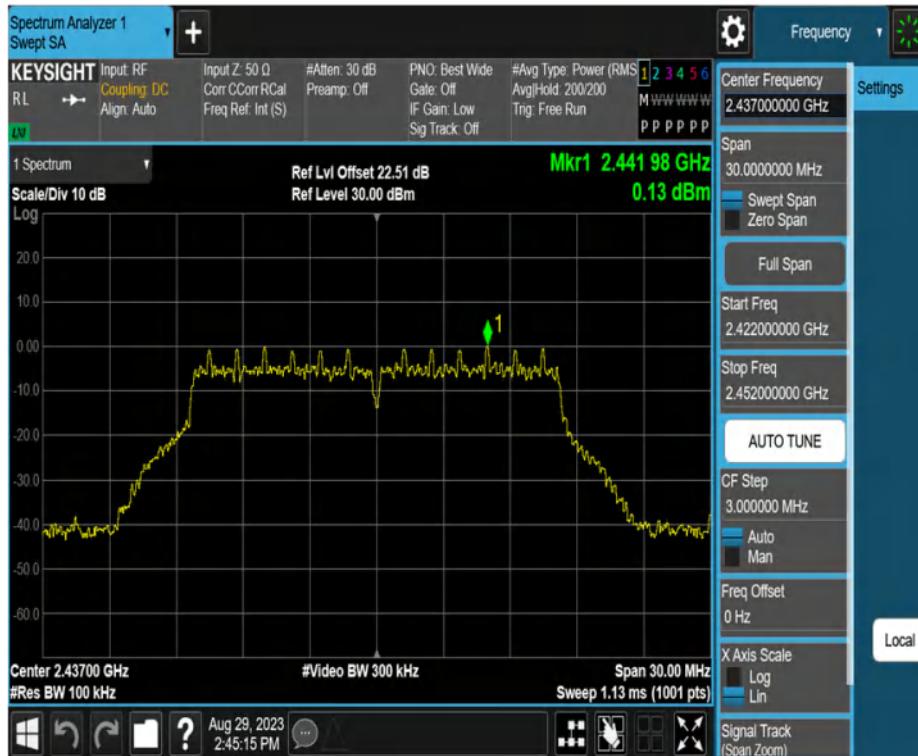 Spectrum Analyzer 1
Swept SA
Frequency
KEYSIGHT
RL
LNI
Input: RF
Coupling: DC
Align: Auto
Input Z: 50 Ω
Corr CCorr RCal
Freq Ref: Int (S)
#Atten: 30 dB
Preamp: Off
PNO: Best Wide
Gate: Off
IF Gain: Low
Sig Track: Off
#Avg Type: Power (RMS
Avg|Hold: 200/200
Trig: Free Run
1 2 3 4 5 6
M W W W W W
P P P P P P
1 Spectrum
Scale/Div 10 dB
Ref Lvl Offset 22.51 dB
Ref Level 30.00 dBm
Mkr1 2.441 98 GHz
0.13 dBm
Log
20.0
10.0
0.00
-10.0
-20.0
-30.0
-40.0
-50.0
-60.0
1
Center 2.43700 GHz
#Res BW 100 kHz
#Video BW 300 kHz
Span 30.00 MHz
Sweep 1.13 ms (1001 pts)
Aug 29, 2023
2:45:15 PM
Center Frequency
2.437000000 GHz
Span
30.0000000 MHz
Swept Span
Zero Span
Full Span
Start Freq
2.422000000 GHz
Stop Freq
2.452000000 GHz
AUTO TUNE
CF Step
3.000000 MHz
Auto
Man
Freq Offset
0 Hz
X Axis Scale
Log
Lin
Signal Track
(Span Zoom)
Settings
Local